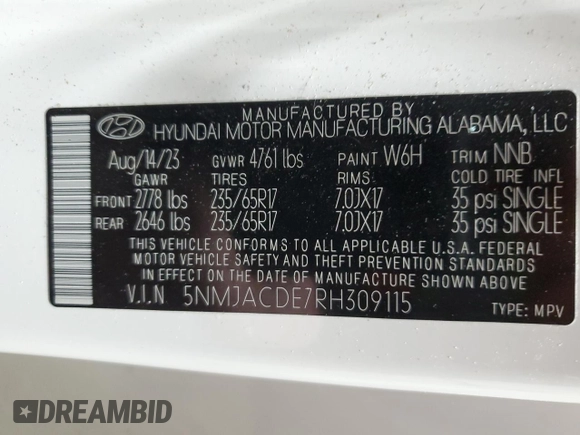 MANUFACTURED BY
HYUNDAI MOTOR MANUFACTURING ALABAMA, LLC
Aug/14/23 GVWR 4761 lbs PAINT W6H TRIM NNB
GAWR TIRES RIMS COLD TIRE INFL
FRONT 2778 lbs 235/65R17 7.0JX17 35 psi SINGLE
REAR 2646 lbs 235/65R17 7.0JX17 35 psi SINGLE
THIS VEHICLE CONFORMS TO ALL APPLICABLE U.S.A. FEDERAL
MOTOR VEHICLE SAFETY AND THEFT PREVENTION STANDARDS
IN EFFECT ON THE DATE OF MANUFACTURE SHOWN ABOVE.
V.I.N 5NMJACDE7RH309115 TYPE: MPV
DREAMBID